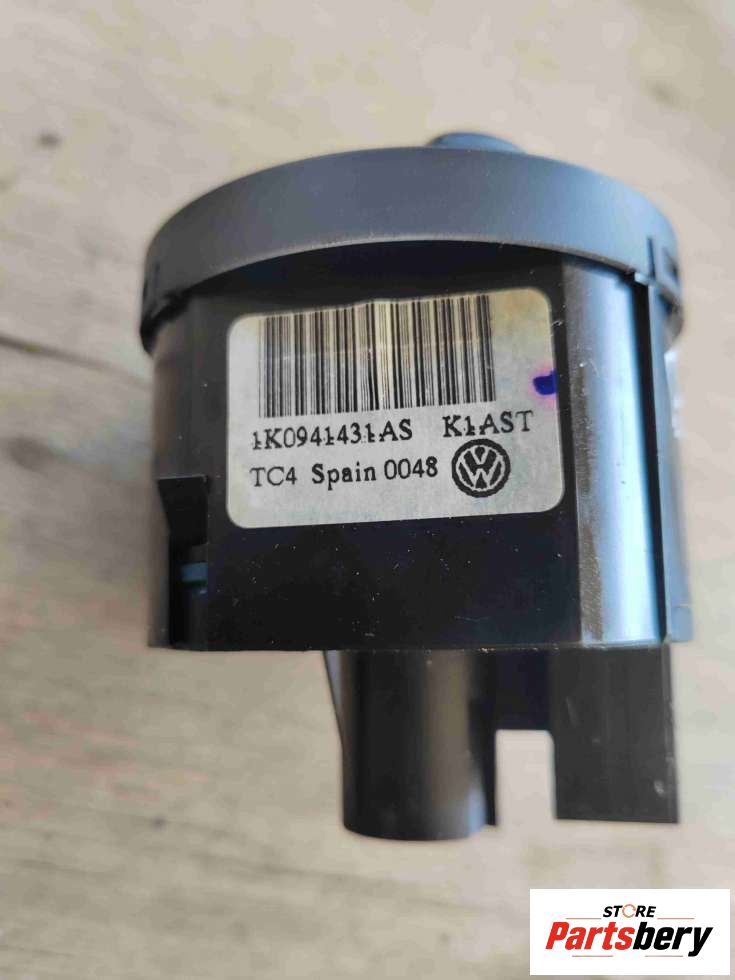 1K0941431AS K1AST
TC4 Spain 0048
STORE
Partsbery